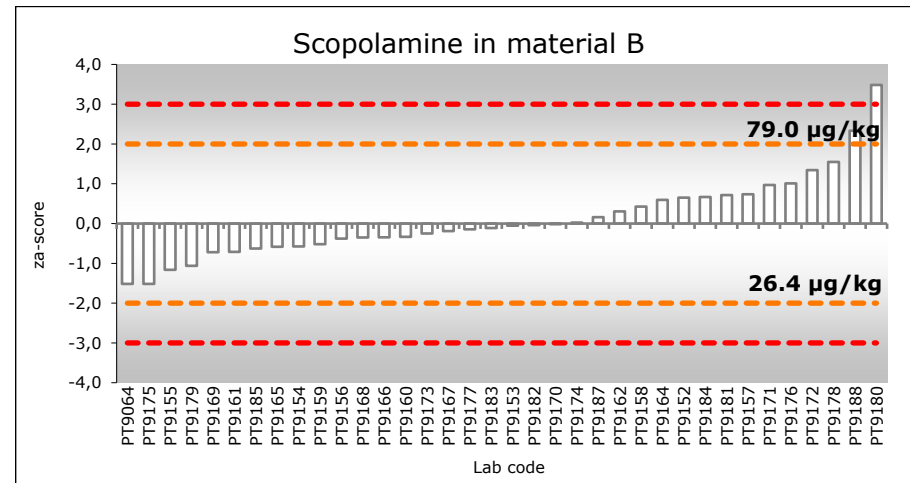 Scopolamine in material B
4,0
3,0
2,0
1,0
0,0
-1,0
-2,0
-3,0
-4,0
za-score
79.0 µg/kg
26.4 µg/kg
PT9064
PT9175
PT9155
PT9179
PT9169
PT9161
PT9185
PT9165
PT9154
PT9159
PT9156
PT9168
PT9166
PT9160
PT9173
PT9167
PT9177
PT9183
PT9153
PT9182
PT9170
PT9174
PT9187
PT9162
PT9158
PT9164
PT9152
PT9184
PT9181
PT9157
PT9171
PT9176
PT9172
PT9178
PT9188
PT9180
Lab code